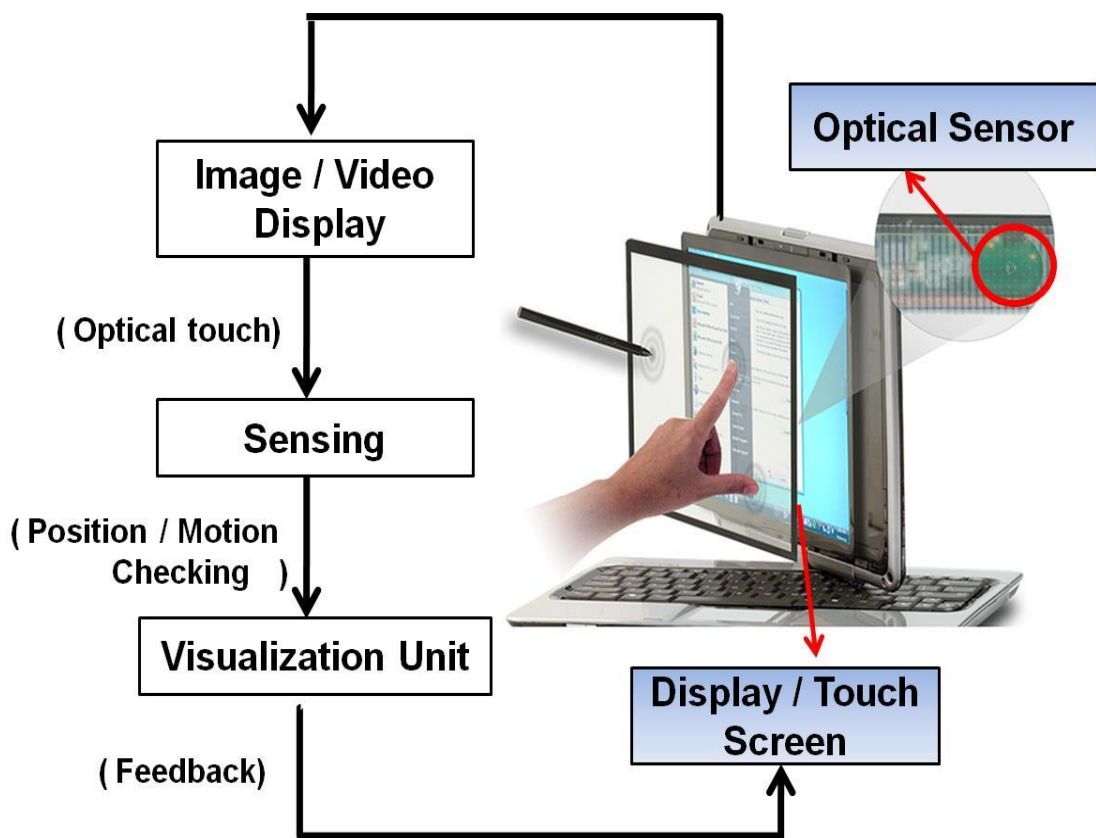 Optical Sensor
Image / Video
Display
( Optical touch)
Sensing
( Position / Motion
Checking )
Visualization Unit
Display / Touch
Screen
( Feedback)